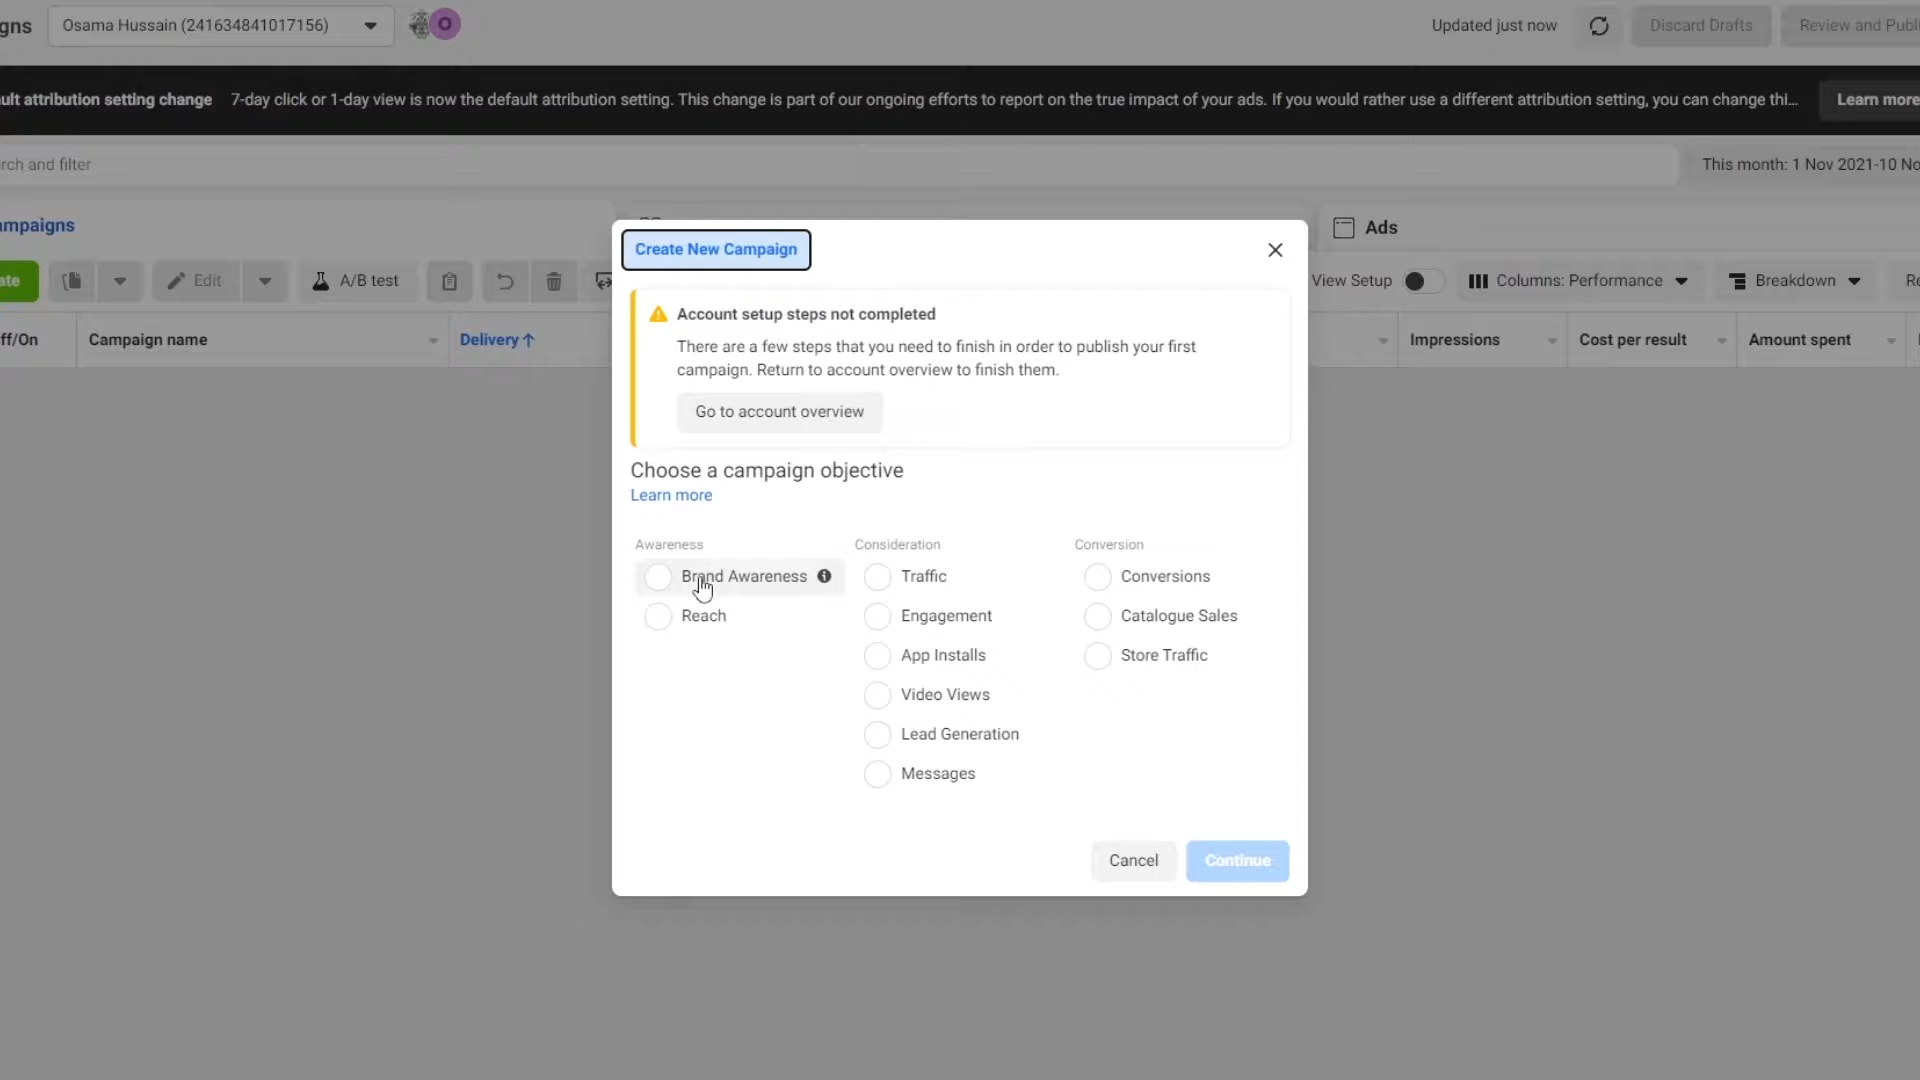 gns
Osama Hussain (241634841017156)
O
Updated just now
Discard Drafts
Review and Publi
ult attribution setting change
7-day click or 1-day view is now the default attribution setting. This change is part of our ongoing efforts to report on the true impact of your ads. If you would rather use a different attribution setting, you can change thi...
Learn more
rch and filter
This month: 1 Nov 2021-10 No
ampaigns
Ads
ate
Edit
A/B test
View Setup
Columns: Performance
Breakdown
Re
ff/On
Campaign name
Delivery ↑
Impressions
Cost per result
Amount spent
Create New Campaign
Account setup steps not completed
There are a few steps that you need to finish in order to publish your first
campaign. Return to account overview to finish them.
Go to account overview
Choose a campaign objective
Learn more
Awareness
Brand Awareness
Reach
Consideration
Traffic
Engagement
App Installs
Video Views
Lead Generation
Messages
Conversion
Conversions
Catalogue Sales
Store Traffic
Cancel
Continue